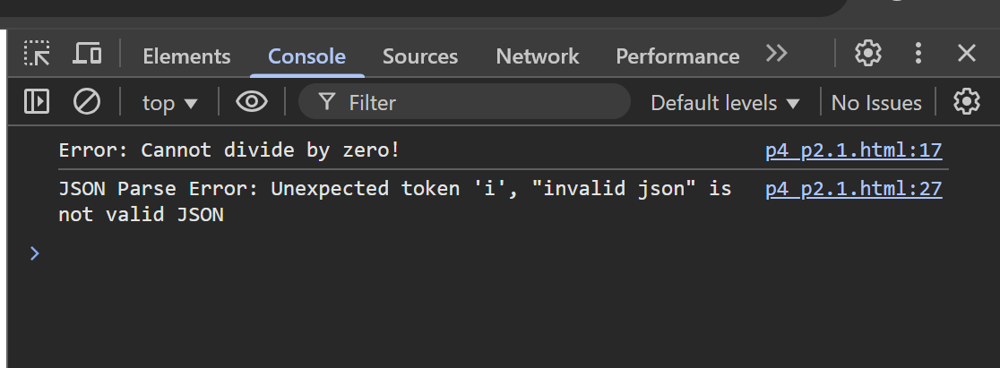 Elements Console Sources Network Performance
top Filter Default levels No Issues
Error: Cannot divide by zero! p4_p2.1.html:17
JSON Parse Error: Unexpected token 'i', "invalid json" is p4_p2.1.html:27
not valid JSON